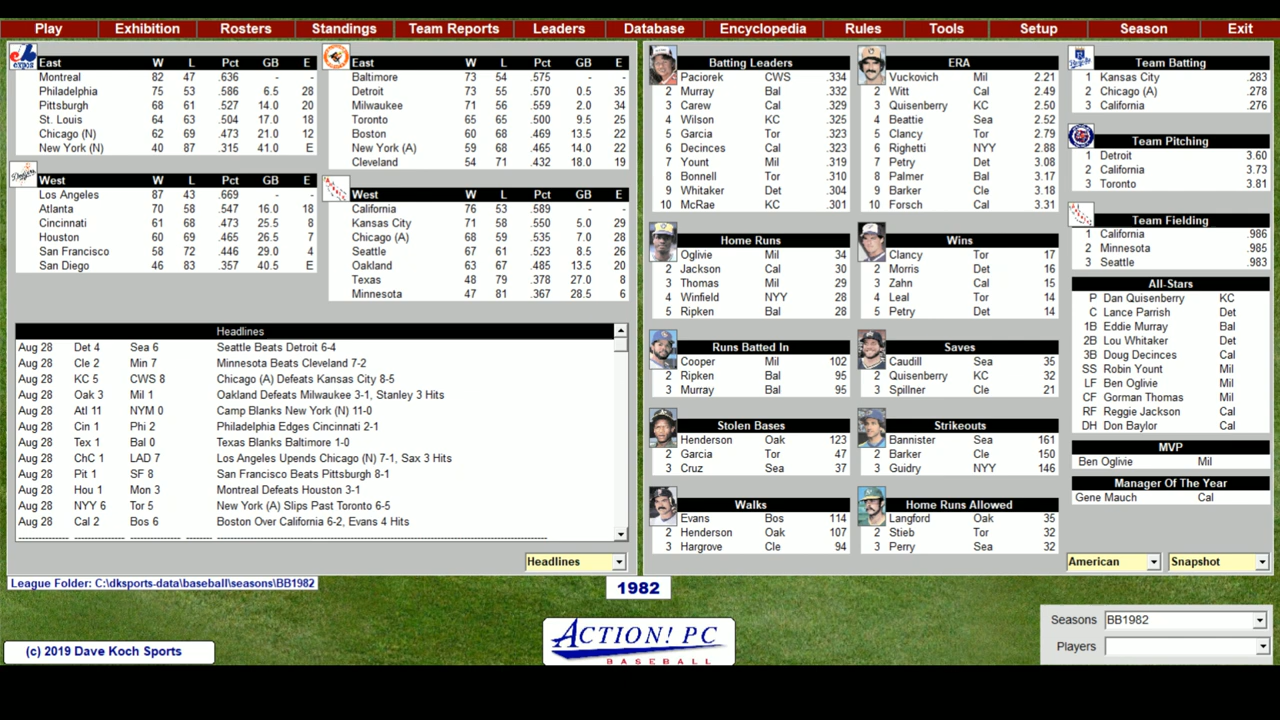 Play Exhibition Rosters Standings Team Reports Leaders Database Encyclopedia Rules Tools Setup Season Exit
expos
East W L Pct GB E
Montreal 82 47 .636 - -
Philadelphia 75 53 .586 6.5 28
Pittsburgh 68 61 .527 14.0 20
St. Louis 64 63 .504 17.0 18
Chicago (N) 62 69 .473 21.0 12
New York (N) 40 87 .315 41.0 E
Dodgers
West W L Pct GB E
Los Angeles 87 43 .669 - -
Atlanta 70 58 .547 16.0 18
Cincinnati 61 68 .473 25.5 8
Houston 60 69 .465 26.5 7
San Francisco 58 72 .446 29.0 4
San Diego 46 83 .357 40.5 E
East W L Pct GB E
Baltimore 73 54 .575 - -
Detroit 73 55 .570 0.5 35
Milwaukee 71 56 .559 2.0 34
Toronto 65 65 .500 9.5 25
Boston 60 68 .469 13.5 22
New York (A) 59 68 .465 14.0 22
Cleveland 54 71 .432 18.0 19
West W L Pct GB E
California 76 53 .589 - -
Kansas City 71 58 .550 5.0 29
Chicago (A) 68 59 .535 7.0 28
Seattle 67 61 .523 8.5 26
Oakland 63 67 .485 13.5 20
Texas 48 79 .378 27.0 8
Minnesota 47 81 .367 28.5 6
Headlines
Aug 28 Det 4 Sea 6 Seattle Beats Detroit 6-4
Aug 28 Cle 2 Min 7 Minnesota Beats Cleveland 7-2
Aug 28 KC 5 CWS 8 Chicago (A) Defeats Kansas City 8-5
Aug 28 Oak 3 Mil 1 Oakland Defeats Milwaukee 3-1, Stanley 3 Hits
Aug 28 Atl 11 NYM 0 Camp Blanks New York (N) 11-0
Aug 28 Cin 1 Phi 2 Philadelphia Edges Cincinnati 2-1
Aug 28 Tex 1 Bal 0 Texas Blanks Baltimore 1-0
Aug 28 ChC 1 LAD 7 Los Angeles Upends Chicago (N) 7-1, Sax 3 Hits
Aug 28 Pit 1 SF 8 San Francisco Beats Pittsburgh 8-1
Aug 28 Hou 1 Mon 3 Montreal Defeats Houston 3-1
Aug 28 NYY 6 Tor 5 New York (A) Slips Past Toronto 6-5
Aug 28 Cal 2 Bos 6 Boston Over California 6-2, Evans 4 Hits
Headlines
Batting Leaders
Paciorek CWS .334
2 Murray Bal .332
3 Carew Cal .329
4 Wilson KC .325
5 Garcia Tor .323
6 Decinces Cal .323
7 Yount Mil .319
8 Bonnell Tor .310
9 Whitaker Det .304
10 McRae KC .301
Home Runs
Oglivie Mil 34
2 Jackson Cal 30
3 Thomas Mil 29
4 Winfield NYY 28
5 Ripken Bal 28
Runs Batted In
Cooper Mil 102
2 Ripken Bal 95
3 Murray Bal 95
Stolen Bases
Henderson Oak 123
2 Garcia Tor 47
3 Cruz Sea 37
Walks
Evans Bos 114
2 Henderson Oak 107
3 Hargrove Cle 94
ERA
Vuckovich Mil 2.21
2 Witt Cal 2.49
3 Quisenberry KC 2.50
4 Beattie Sea 2.52
5 Clancy Tor 2.79
6 Righetti NYY 2.88
7 Petry Det 3.08
8 Palmer Bal 3.17
9 Barker Cle 3.18
10 Forsch Cal 3.31
Wins
Clancy Tor 17
2 Morris Det 16
3 Zahn Cal 15
4 Leal Tor 14
5 Petry Det 14
Saves
Caudill Sea 35
2 Quisenberry KC 32
3 Spillner Cle 21
Strikeouts
Bannister Sea 161
2 Barker Cle 150
3 Guidry NYY 146
Home Runs Allowed
Langford Oak 35
2 Stieb Tor 32
3 Perry Sea 32
Royals
Team Batting
1 Kansas City .283
2 Chicago (A) .278
3 California .276
Team Pitching
1 Detroit 3.60
2 California 3.73
3 Toronto 3.81
Team Fielding
1 California .986
2 Minnesota .985
3 Seattle .983
All-Stars
P Dan Quisenberry KC
C Lance Parrish Det
1B Eddie Murray Bal
2B Lou Whitaker Det
3B Doug Decinces Cal
SS Robin Yount Mil
LF Ben Oglivie Mil
CF Gorman Thomas Mil
RF Reggie Jackson Cal
DH Don Baylor Cal
MVP
Ben Oglivie Mil
Manager Of The Year
Gene Mauch Cal
American Snapshot
League Folder: C:\dksports-data\baseball\seasons\BB1982
1982
Seasons BB1982
Players
ACTION! PC
BASEBALL
(c) 2019 Dave Koch Sports